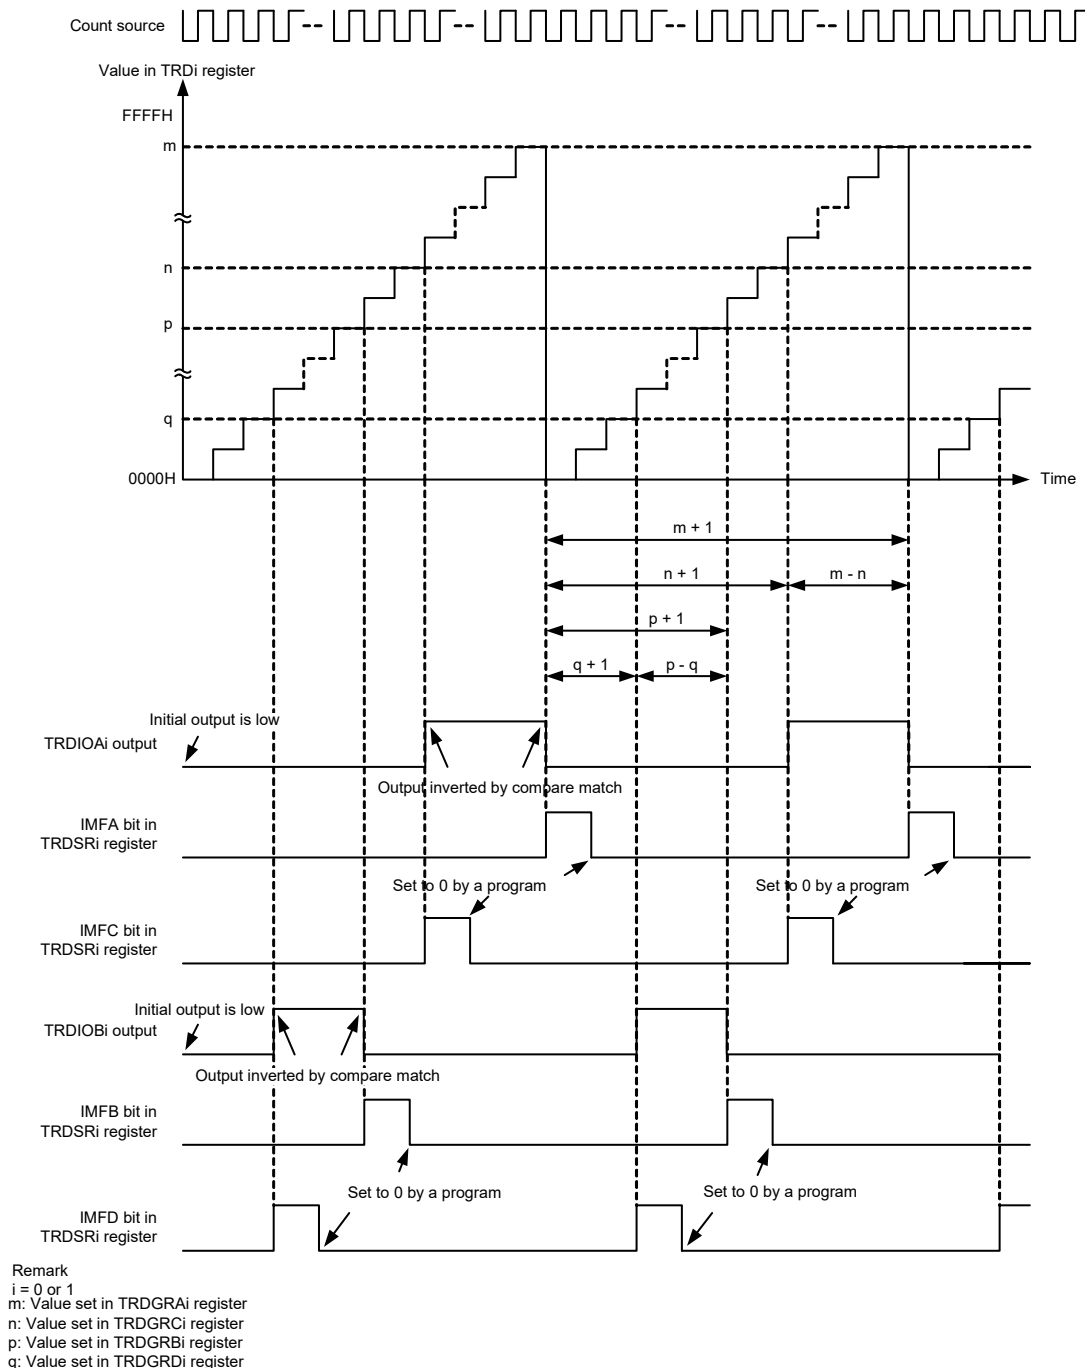 Count source
Value in TRDi register
FFFFH
m
n
p
q
0000H
Time
m + 1
n + 1
m - n
p + 1
q + 1
p - q
Initial output is low
TRDIOAi output
Output inverted by compare match
IMFA bit in
TRDSRi register
Set to 0 by a program
Set to 0 by a program
IMFC bit in
TRDSRi register
Initial output is low
TRDIOBi output
Output inverted by compare match
IMFB bit in
TRDSRi register
Set to 0 by a program
Set to 0 by a program
IMFD bit in
TRDSRi register
Remark
i = 0 or 1
m: Value set in TRDGRAi register
n: Value set in TRDGRCi register
p: Value set in TRDGRBi register
q: Value set in TRDGRDi register